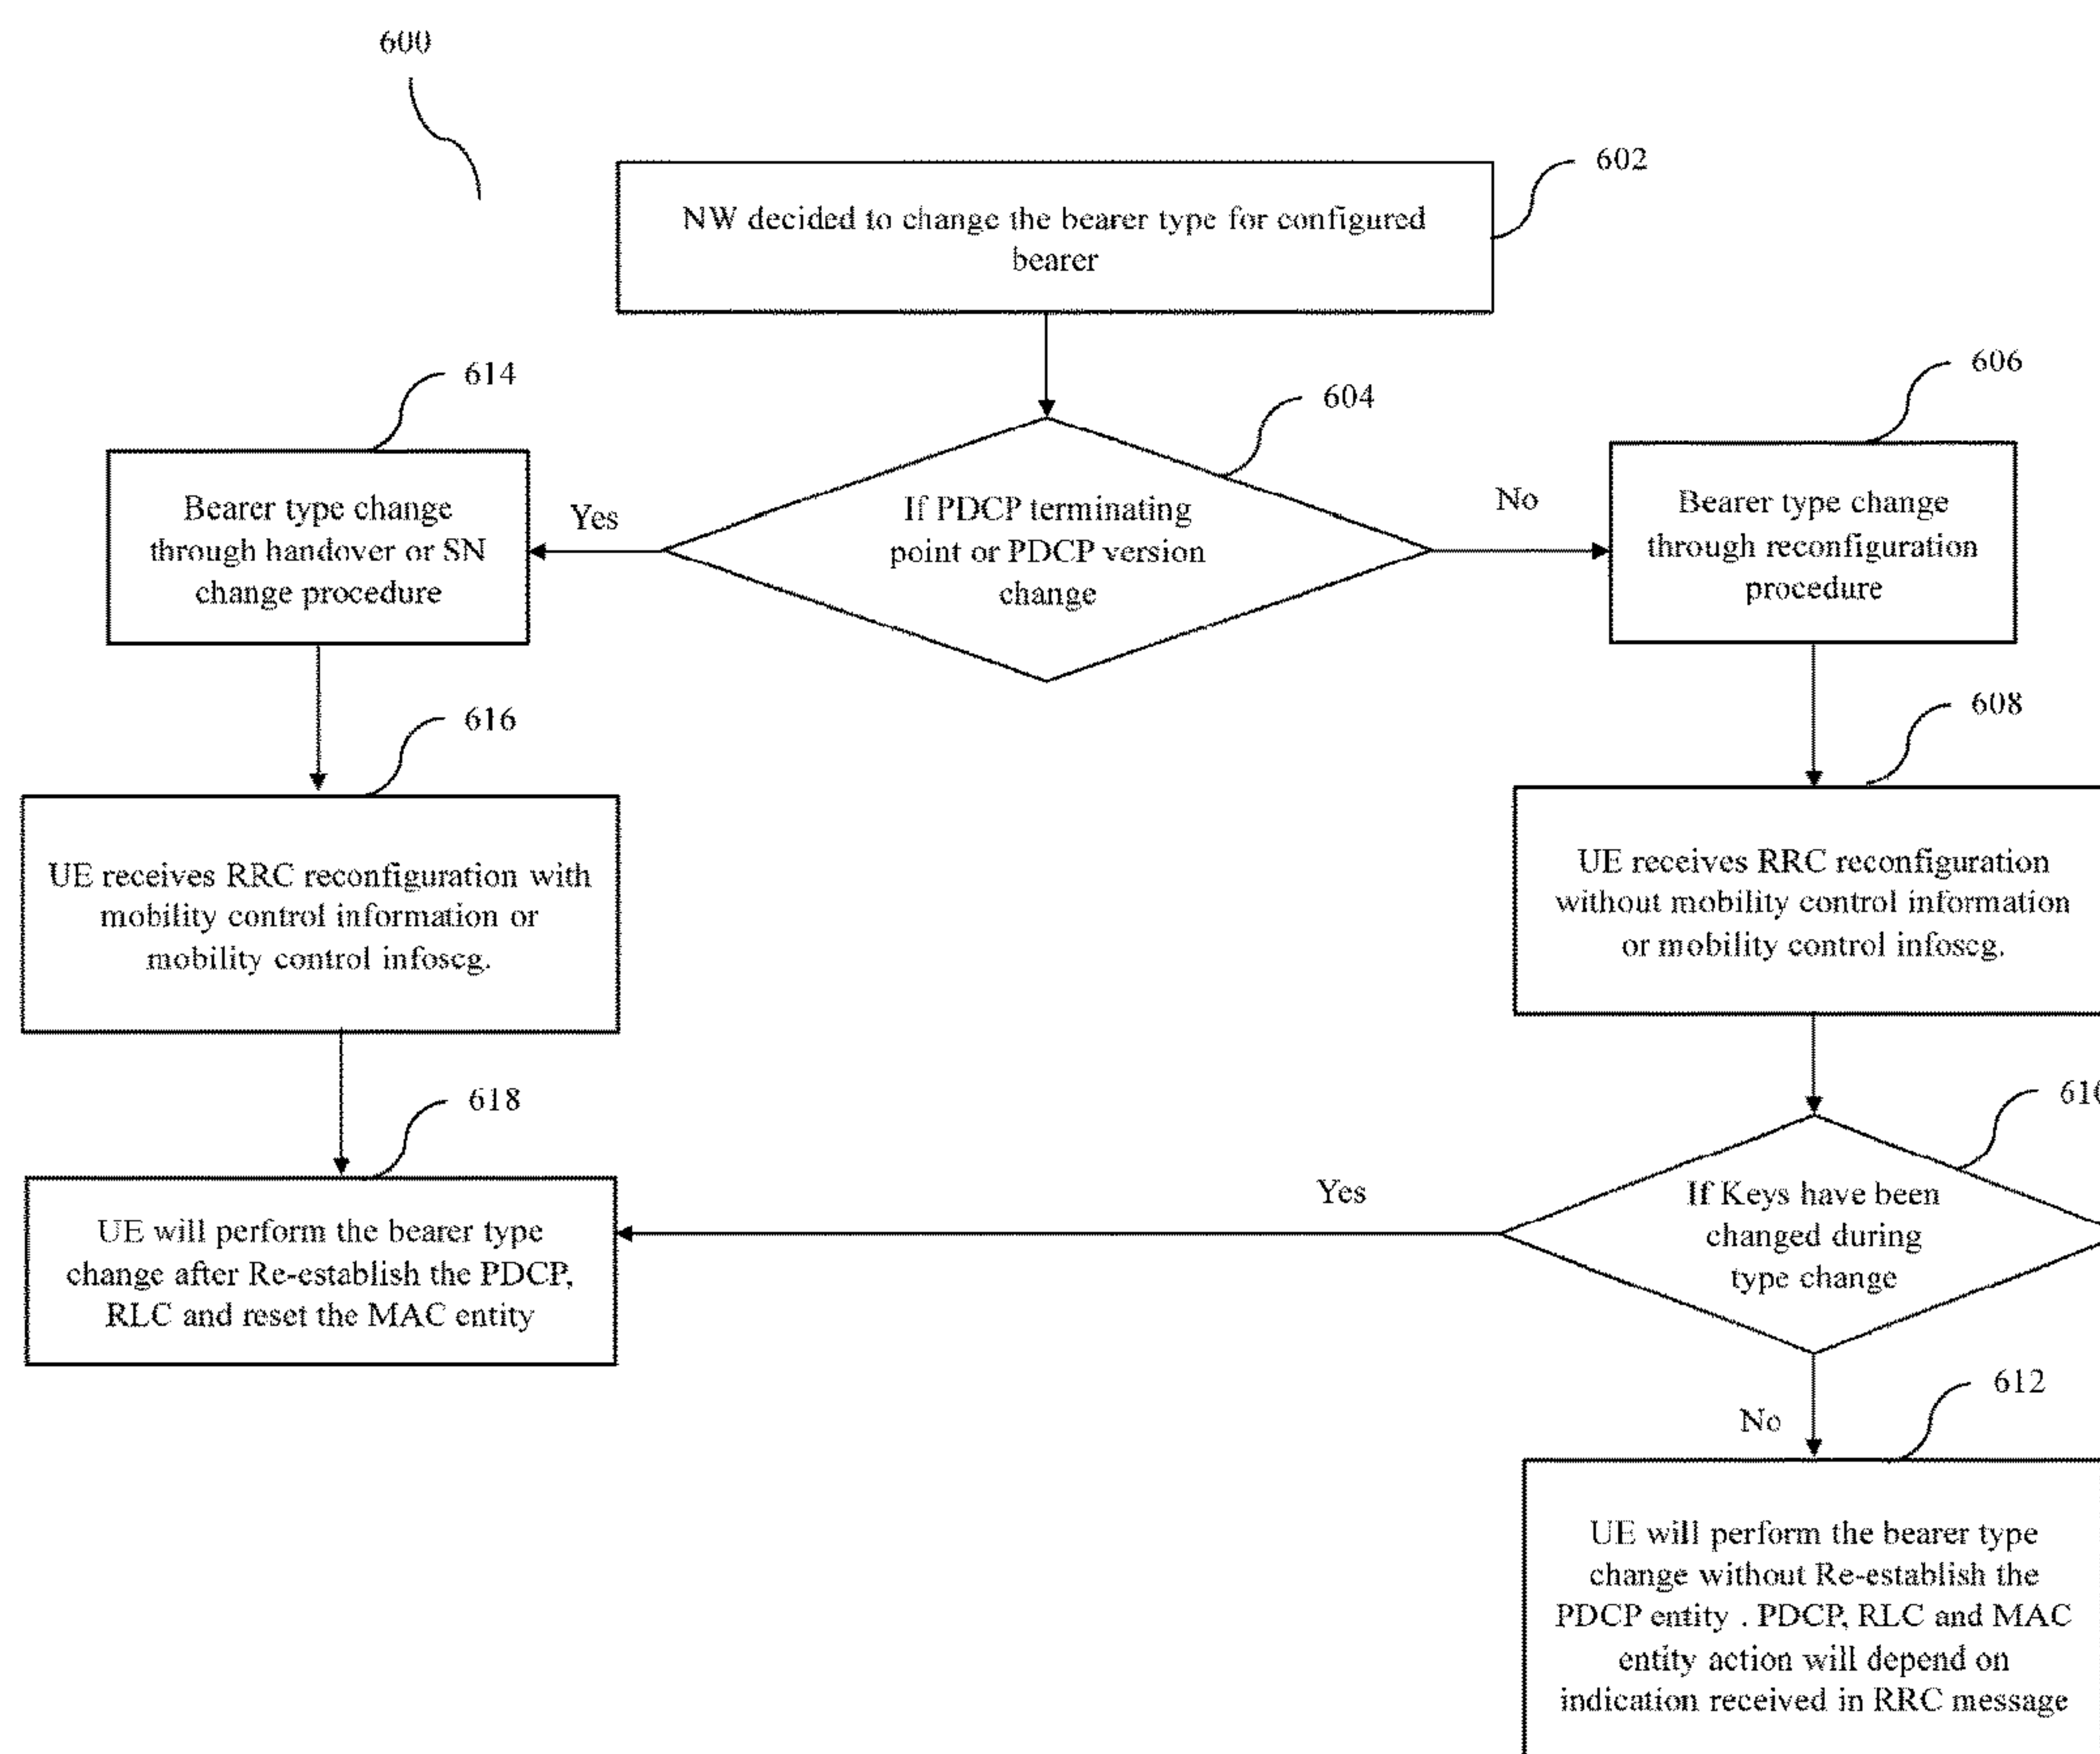 600
602
NW decided to change the bearer type for configured
bearer
614
604
606
Bearer type change
through handover or SN
change procedure
Yes
If PDCP terminating
point or PDCP version
change
No
Bearer type change
through reconfiguration
procedure
616
608
UE receives RRC reconfiguration with
mobility control information or
mobility control infoscg.
UE receives RRC reconfiguration
without mobility control information
or mobility control infoscg.
618
UE will perform the bearer type
change after Re-establish the PDCP,
RLC and reset the MAC entity
Yes
If Keys have been
changed during
type change
612
No
UE will perform the bearer type
change without Re-establish the
PDCP entity . PDCP, RLC and MAC
entity action will depend on
indication received in RRC message